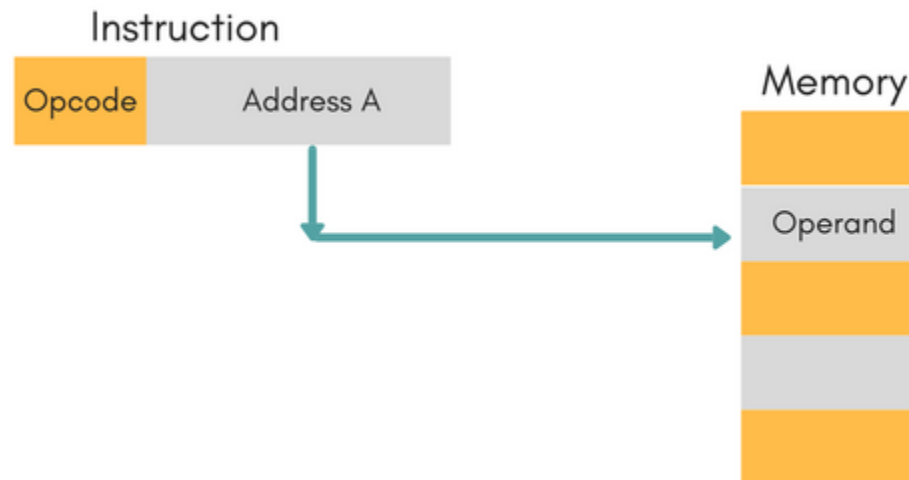 Instruction
Opcode
Address A
Memory
Operand